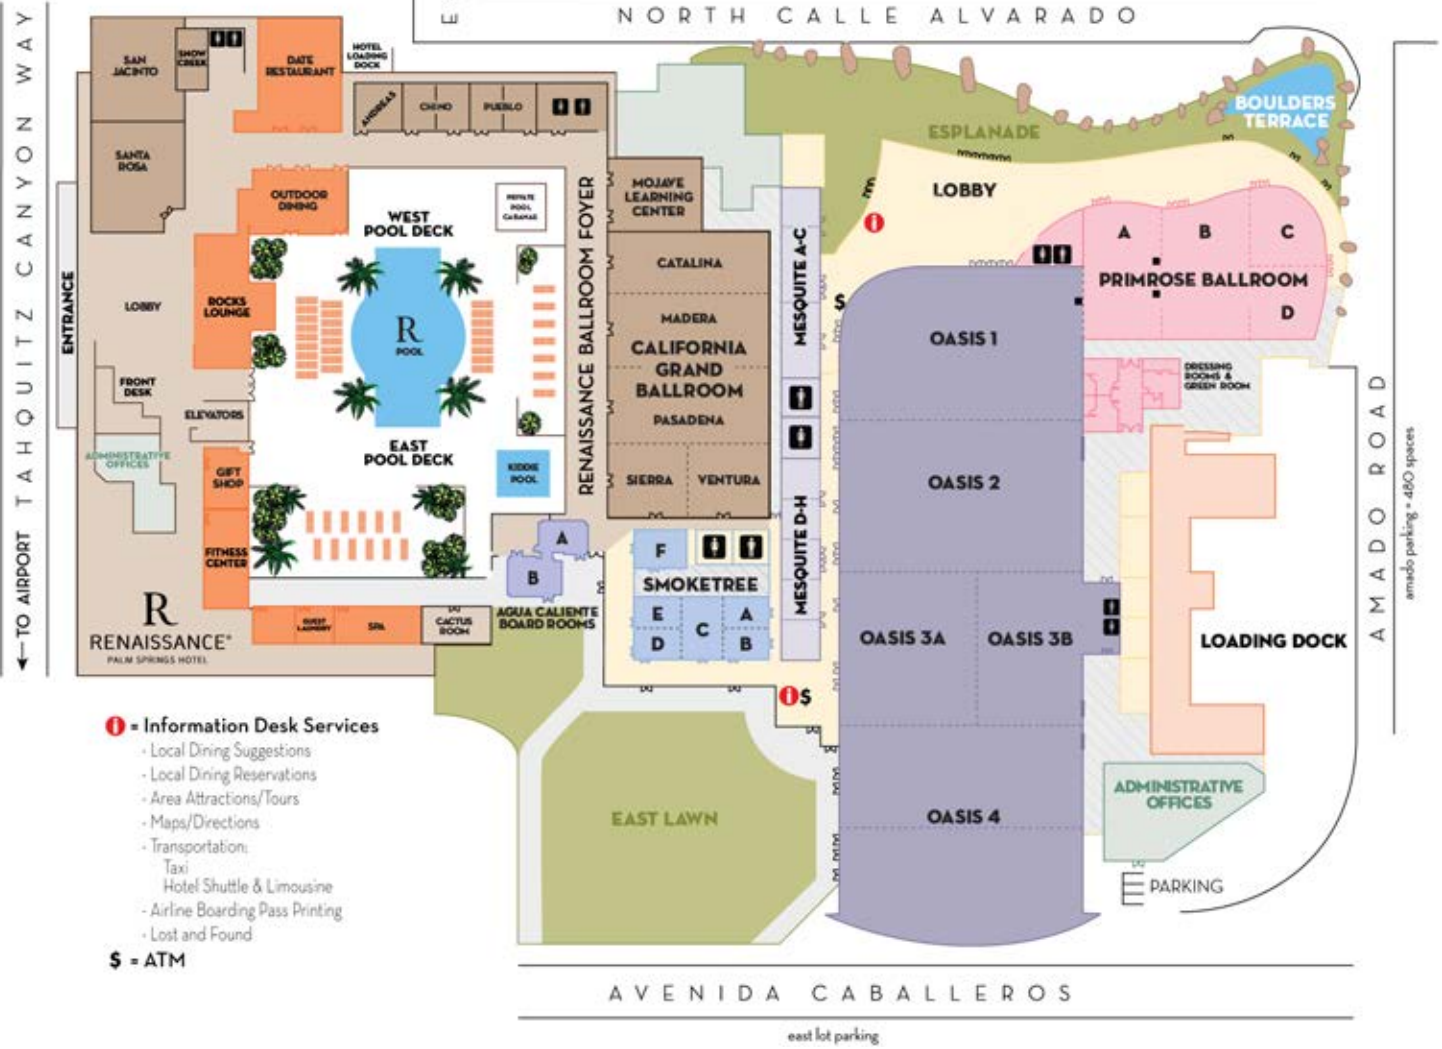 E
NORTH CALLE ALVARADO
TAHQUITZ CANYON WAY
← TO AIRPORT
SAN
JACINTO
SNOW
CREEK
DATE
RESTAURANT
HOTEL
LOADING
DOCK
ANDREAS
CHINO
PUEBLO
SANTA
ROSA
OUTDOOR
DINING
WEST
POOL DECK
PRIVATE
POOL
CABANAS
RENAISSANCE BALLROOM FOYER
MOJAVE
LEARNING
CENTER
ESPLANADE
BOULDERS
TERRACE
LOBBY
A
B
C
PRIMROSE BALLROOM
D
ENTRANCE
LOBBY
ROCKS
LOUNGE
R
POOL
CATALINA
MADERA
CALIFORNIA
GRAND
BALLROOM
PASADENA
SIERRA
VENTURA
MESQUITE A-C
MESQUITE D-H
i
$
OASIS 1
OASIS 2
OASIS 3A
OASIS 3B
OASIS 4
DRESSING
ROOMS &
GREEN ROOM
FRONT
DESK
ELEVATORS
ADMINISTRATIVE
OFFICES
EAST
POOL DECK
KIDDIE
POOL
GIFT
SHOP
FITNESS
CENTER
A
B
AGUA CALIENTE
BOARD ROOMS
F
SMOKETREE
E
D
C
A
B
GUEST
LAUNDRY
SPA
CACTUS
ROOM
R
RENAISSANCE®
PALM SPRINGS HOTEL
LOADING DOCK
AMADO ROAD
amado parking = 480 spaces
i $
EAST LAWN
ADMINISTRATIVE
OFFICES
PARKING
i = Information Desk Services
- Local Dining Suggestions
- Local Dining Reservations
- Area Attractions/Tours
- Maps/Directions
- Transportation:
Taxi
Hotel Shuttle & Limousine
- Airline Boarding Pass Printing
- Lost and Found
$ = ATM
AVENIDA CABALLEROS
east lot parking